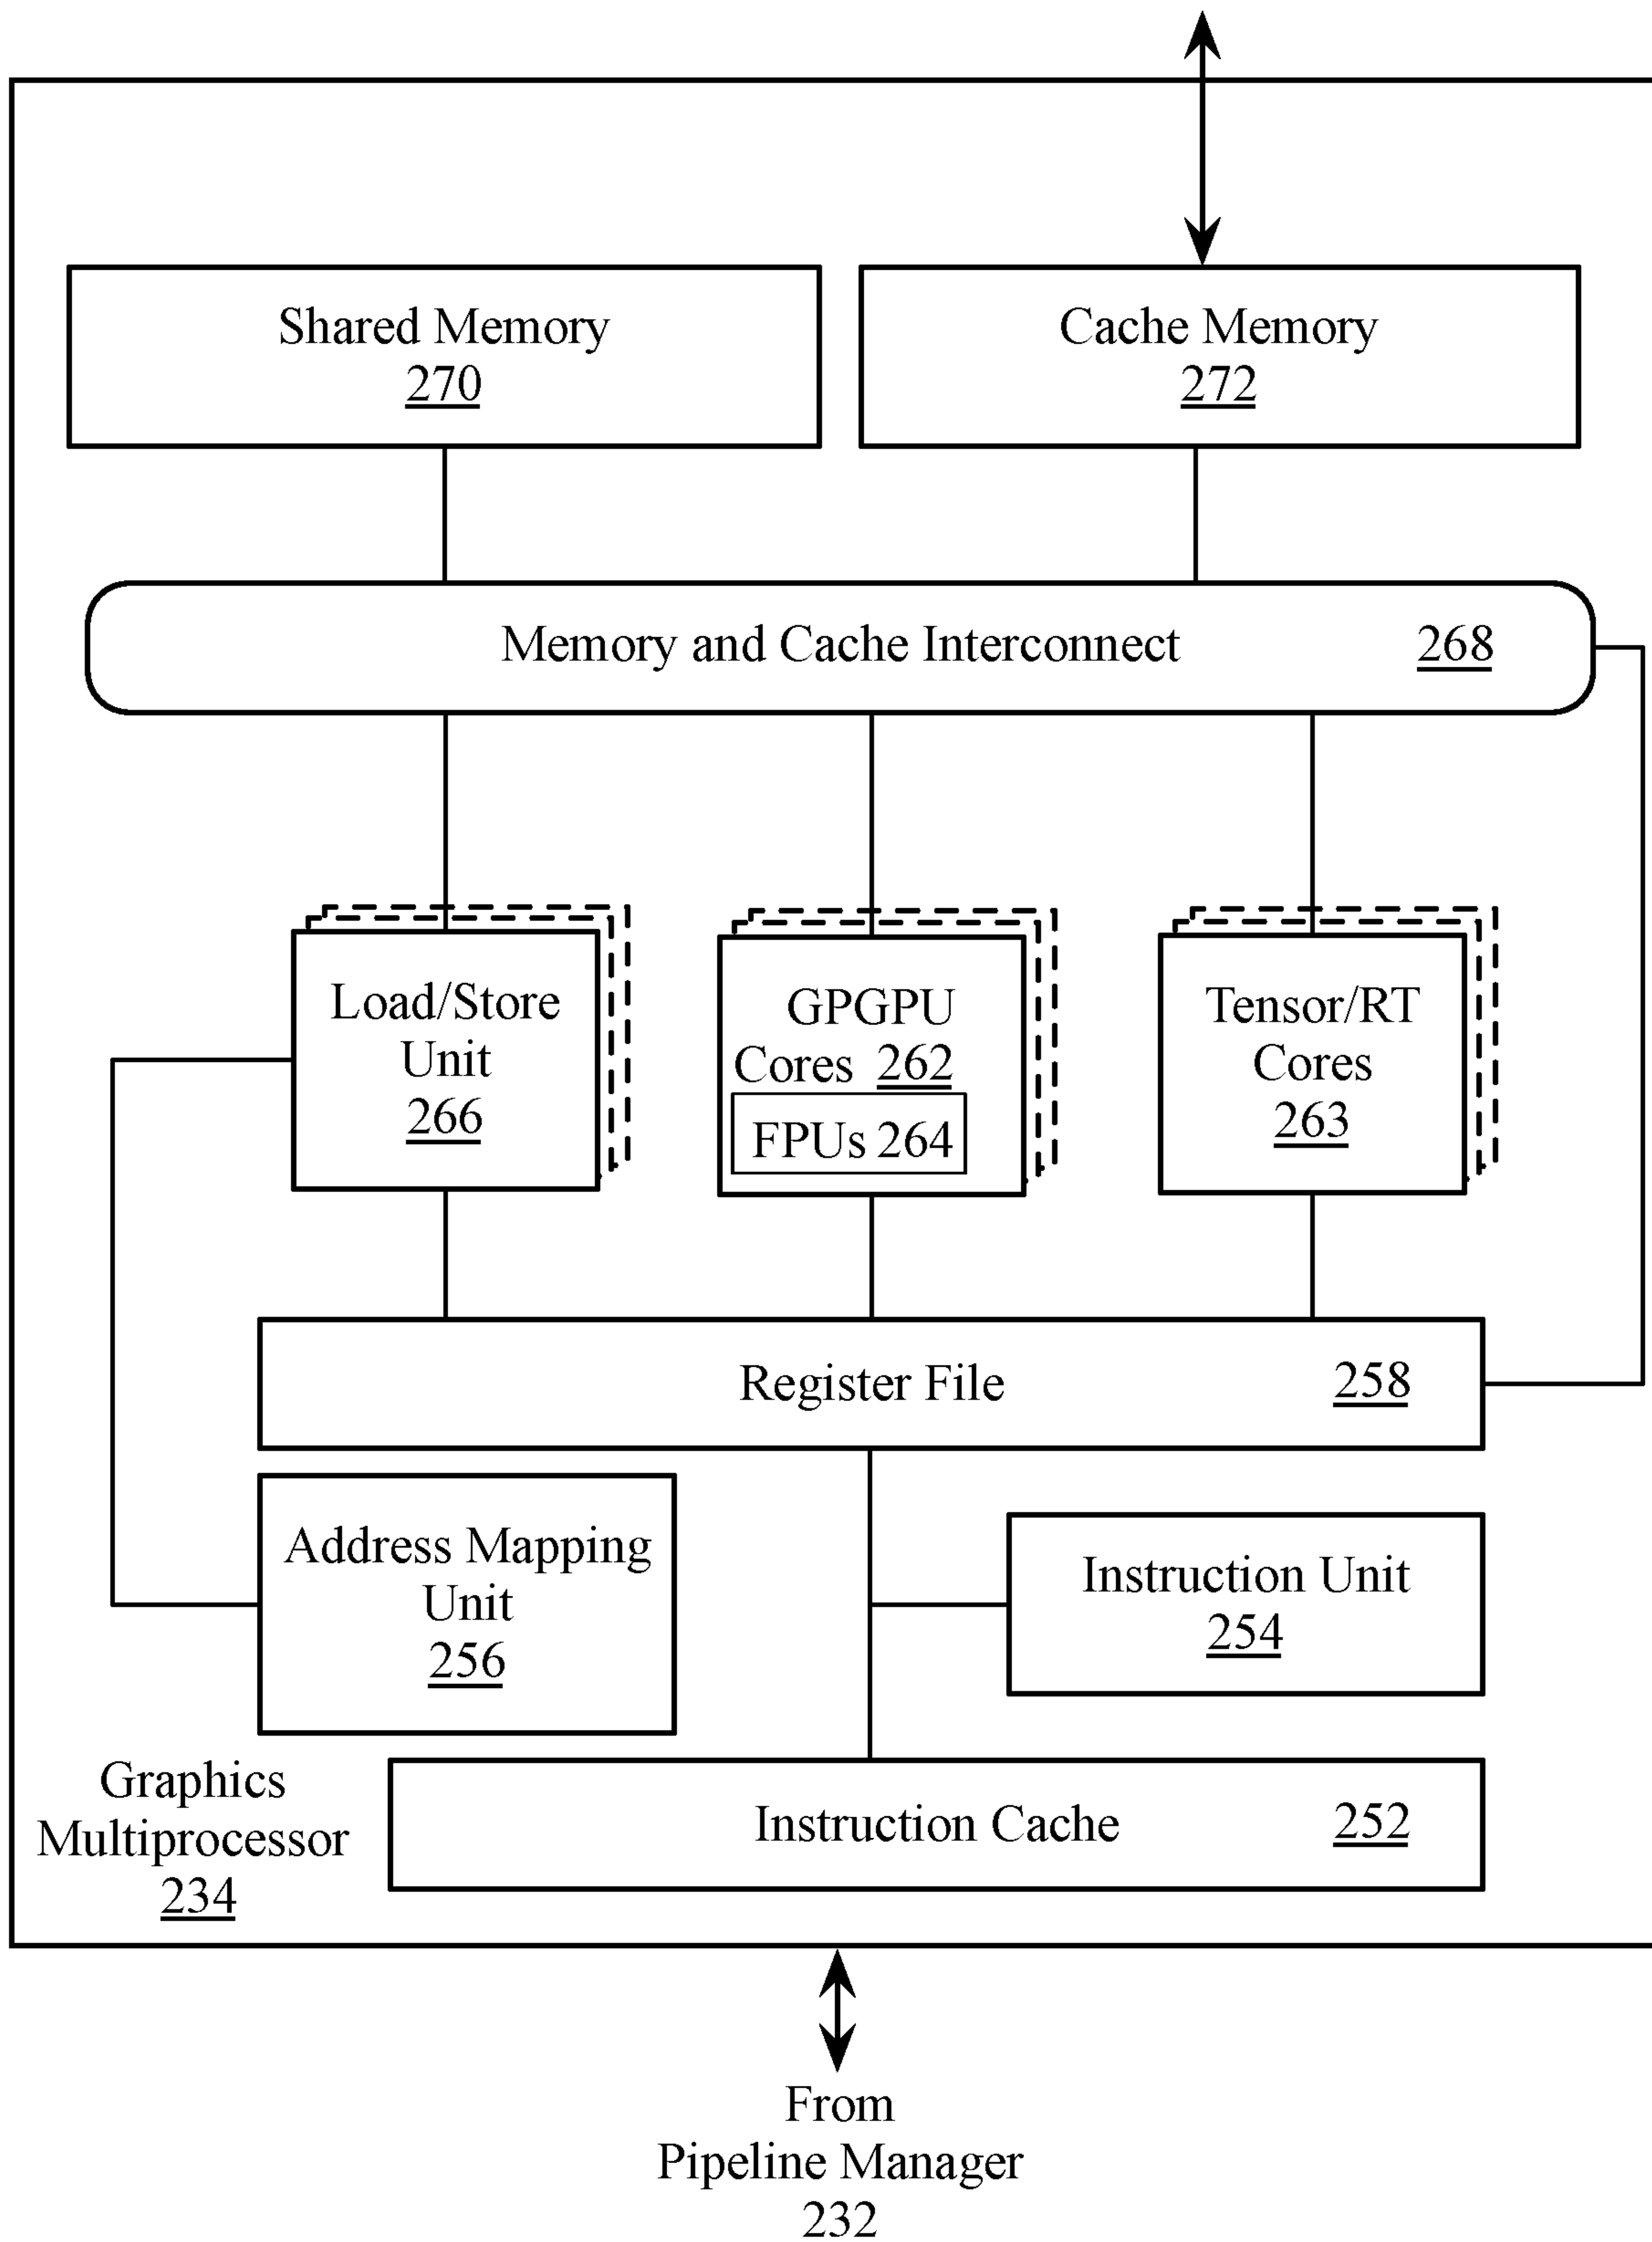 Shared Memory
270
Cache Memory
272
Memory and Cache Interconnect 268
Load/Store
Unit
266
GPGPU
Cores 262
FPUs 264
Tensor/RT
Cores
263
Register File 258
Address Mapping
Unit
256
Instruction Unit
254
Graphics
Multiprocessor
234
Instruction Cache 252
From
Pipeline Manager
232